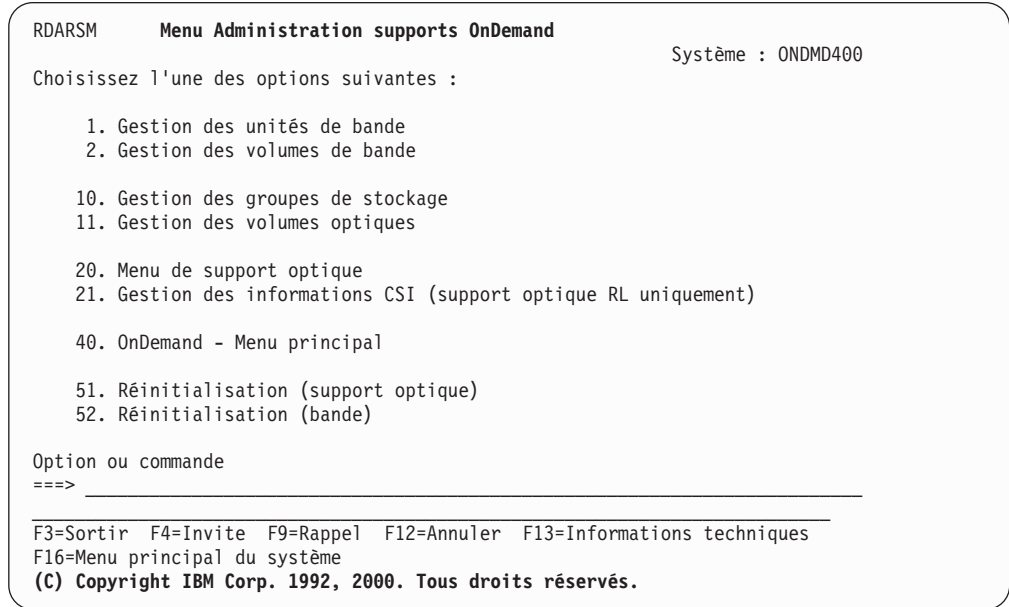 RDARSM Menu Administration supports OnDemand
Système : ONDMD400
Choisissez l'une des options suivantes :
1. Gestion des unités de bande
2. Gestion des volumes de bande
10. Gestion des groupes de stockage
11. Gestion des volumes optiques
20. Menu de support optique
21. Gestion des informations CSI (support optique RL uniquement)
40. OnDemand - Menu principal
51. Réinitialisation (support optique)
52. Réinitialisation (bande)
Option ou commande
===>
F3=Sortir F4=Invite F9=Rappel F12=Annuler F13=Informations techniques
F16=Menu principal du système
(C) Copyright IBM Corp. 1992, 2000. Tous droits réservés.